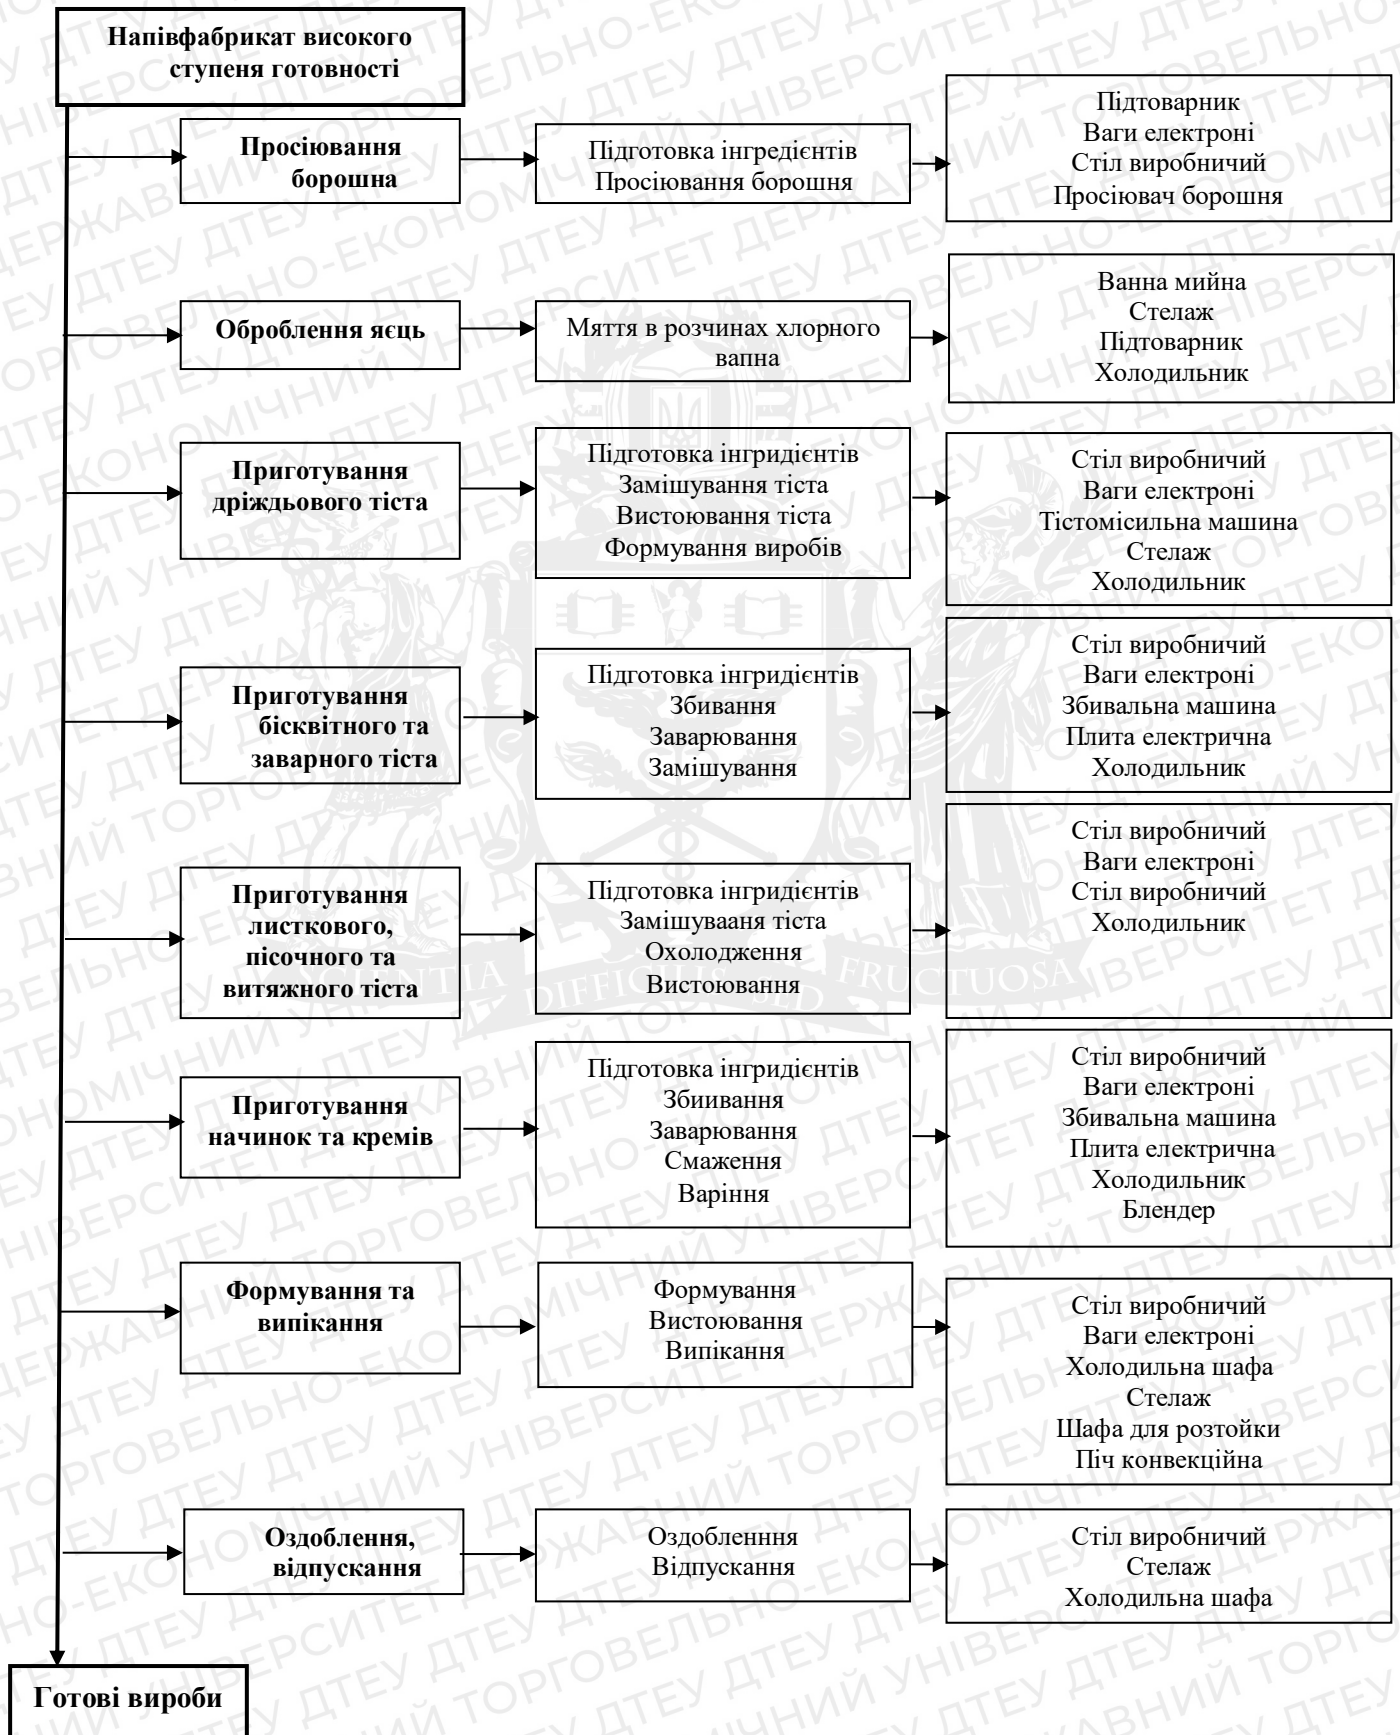 Напівфабрикат високого
ступеня готовності
Просіювання
борошна
Підготовка інгредієнтів
Просіювання борошня
Підтоварник
Ваги електроні
Стіл виробничий
Просіювач борошня
Оброблення яєць
Мяття в розчинах хлорного
вапна
Ванна мийна
Стелаж
Підтоварник
Холодильник
Приготування
дріждьового тіста
Підготовка інгридієнтів
Замішування тіста
Вистоювання тіста
Формування виробів
Стіл виробничий
Ваги електроні
Тістомісильна машина
Стелаж
Холодильник
Приготування
бісквітного та
заварного тіста
Підготовка інгридієнтів
Збивання
Заварювання
Замішування
Стіл виробничий
Ваги електроні
Збивальна машина
Плита електрична
Холодильник
Приготування
листкового,
пісочного та
витяжного тіста
Підготовка інгридієнтів
Замішувааня тіста
Охолодження
Вистоювання
Стіл виробничий
Ваги електроні
Стіл виробничий
Холодильник
Приготування
начинок та кремів
Підготовка інгридієнтів
Збиивання
Заварювання
Смаження
Варіння
Стіл виробничий
Ваги електроні
Збивальна машина
Плита електрична
Холодильник
Блендер
Формування та
випікання
Формування
Вистоювання
Випікання
Стіл виробничий
Ваги електроні
Холодильна шафа
Стелаж
Шафа для розтойки
Піч конвекційна
Оздоблення,
відпускання
Оздобленння
Відпускання
Стіл виробничий
Стелаж
Холодильна шафа
Готові вироби